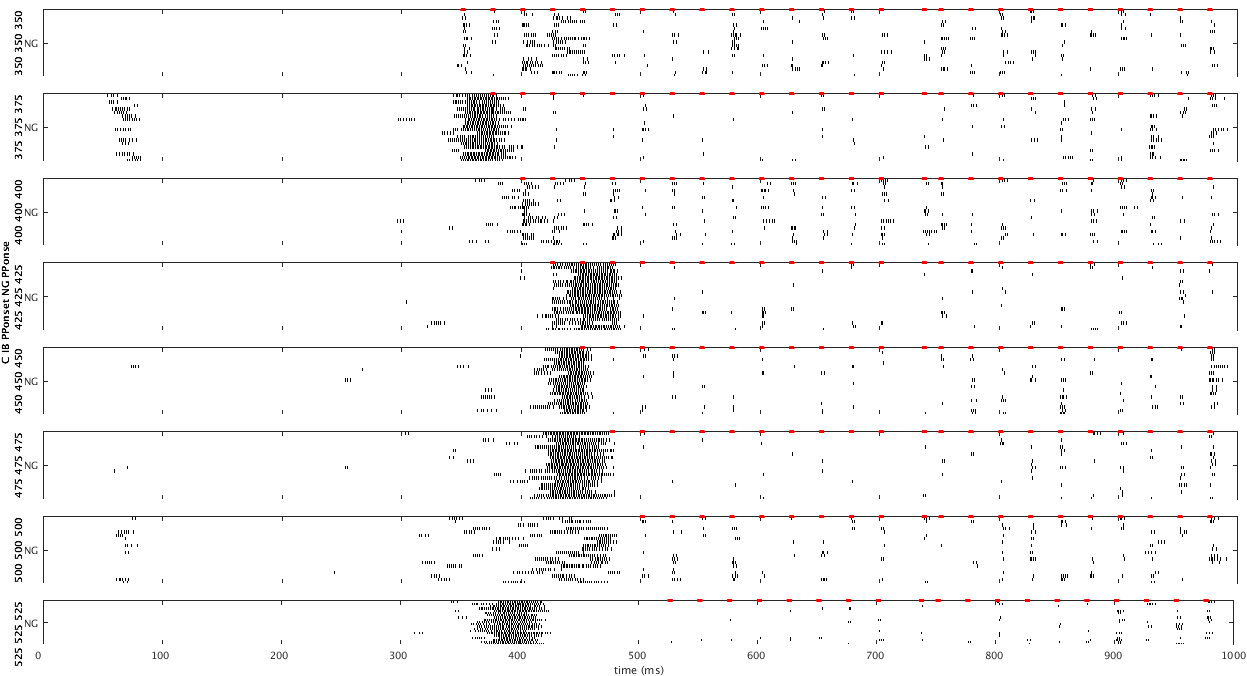 C IB PPonset NG PPonse
350 350 350
NG
375 375 375
NG
400 400 400
NG
425 425 425
NG
450 450 450
NG
475 475 475
NG
500 500 500
NG
525 525 525
NG
0 100 200 300 400 500 600 700 800 900 1000
time (ms)